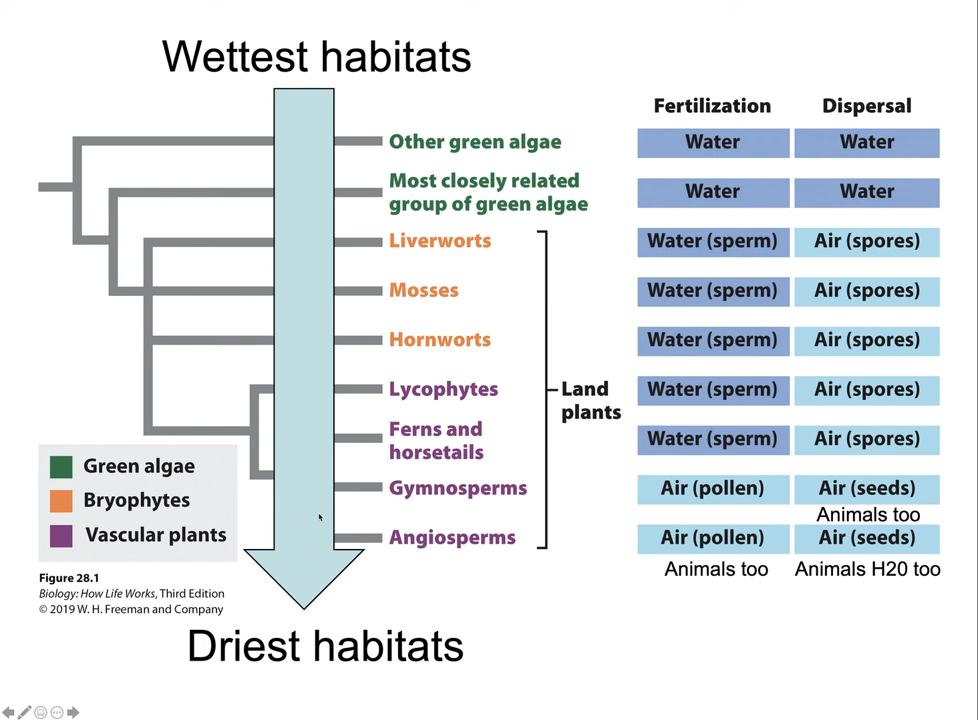 Wettest habitats
Fertilization Dispersal
Other green algae Water Water
Most closely related
group of green algae Water Water
Liverworts Water (sperm) Air (spores)
Mosses Water (sperm) Air (spores)
Hornworts Water (sperm) Air (spores)
Lycophytes Water (sperm) Air (spores)
Land
plants
Ferns and
horsetails Water (sperm) Air (spores)
Gymnosperms Air (pollen) Air (seeds)
Animals too
Angiosperms Air (pollen) Air (seeds)
Animals too Animals H20 too
Green algae
Bryophytes
Vascular plants
Figure 28.1
Biology: How Life Works, Third Edition
© 2019 W. H. Freeman and Company
Driest habitats